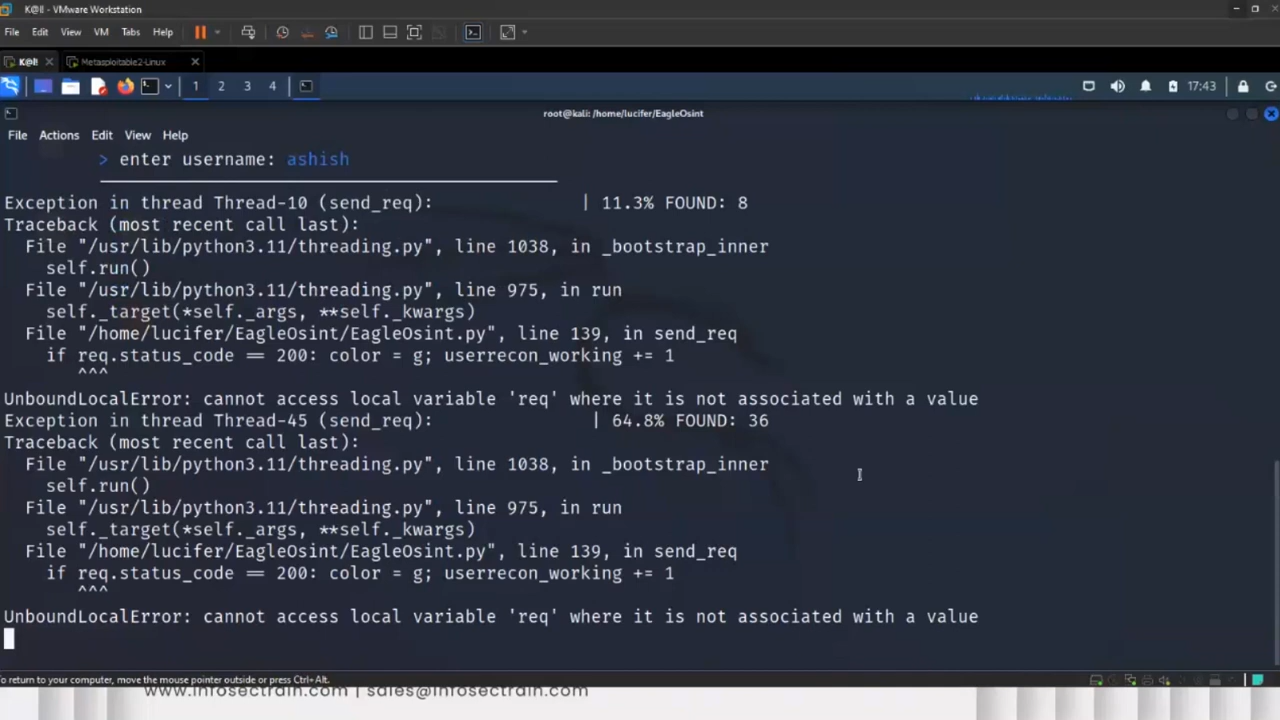 K@l! - VMware Workstation
File Edit View VM Tabs Help
K@l! Metasploitable2-Linux
1 2 3 4 17:43
root@kali: /home/lucifer/EagleOsint
File Actions Edit View Help
> enter username: ashish
Exception in thread Thread-10 (send_req): | 11.3% FOUND: 8
Traceback (most recent call last):
File "/usr/lib/python3.11/threading.py", line 1038, in _bootstrap_inner
self.run()
File "/usr/lib/python3.11/threading.py", line 975, in run
self._target(*self._args, **self._kwargs)
File "/home/lucifer/EagleOsint/EagleOsint.py", line 139, in send_req
if req.status_code == 200: color = g; userrecon_working += 1
^^^
UnboundLocalError: cannot access local variable 'req' where it is not associated with a value
Exception in thread Thread-45 (send_req): | 64.8% FOUND: 36
Traceback (most recent call last):
File "/usr/lib/python3.11/threading.py", line 1038, in _bootstrap_inner
self.run()
File "/usr/lib/python3.11/threading.py", line 975, in run
self._target(*self._args, **self._kwargs)
File "/home/lucifer/EagleOsint/EagleOsint.py", line 139, in send_req
if req.status_code == 200: color = g; userrecon_working += 1
^^^
UnboundLocalError: cannot access local variable 'req' where it is not associated with a value
To return to your computer, move the mouse pointer outside or press Ctrl+Alt.
www.infosectrain.com | sales@infosectrain.com